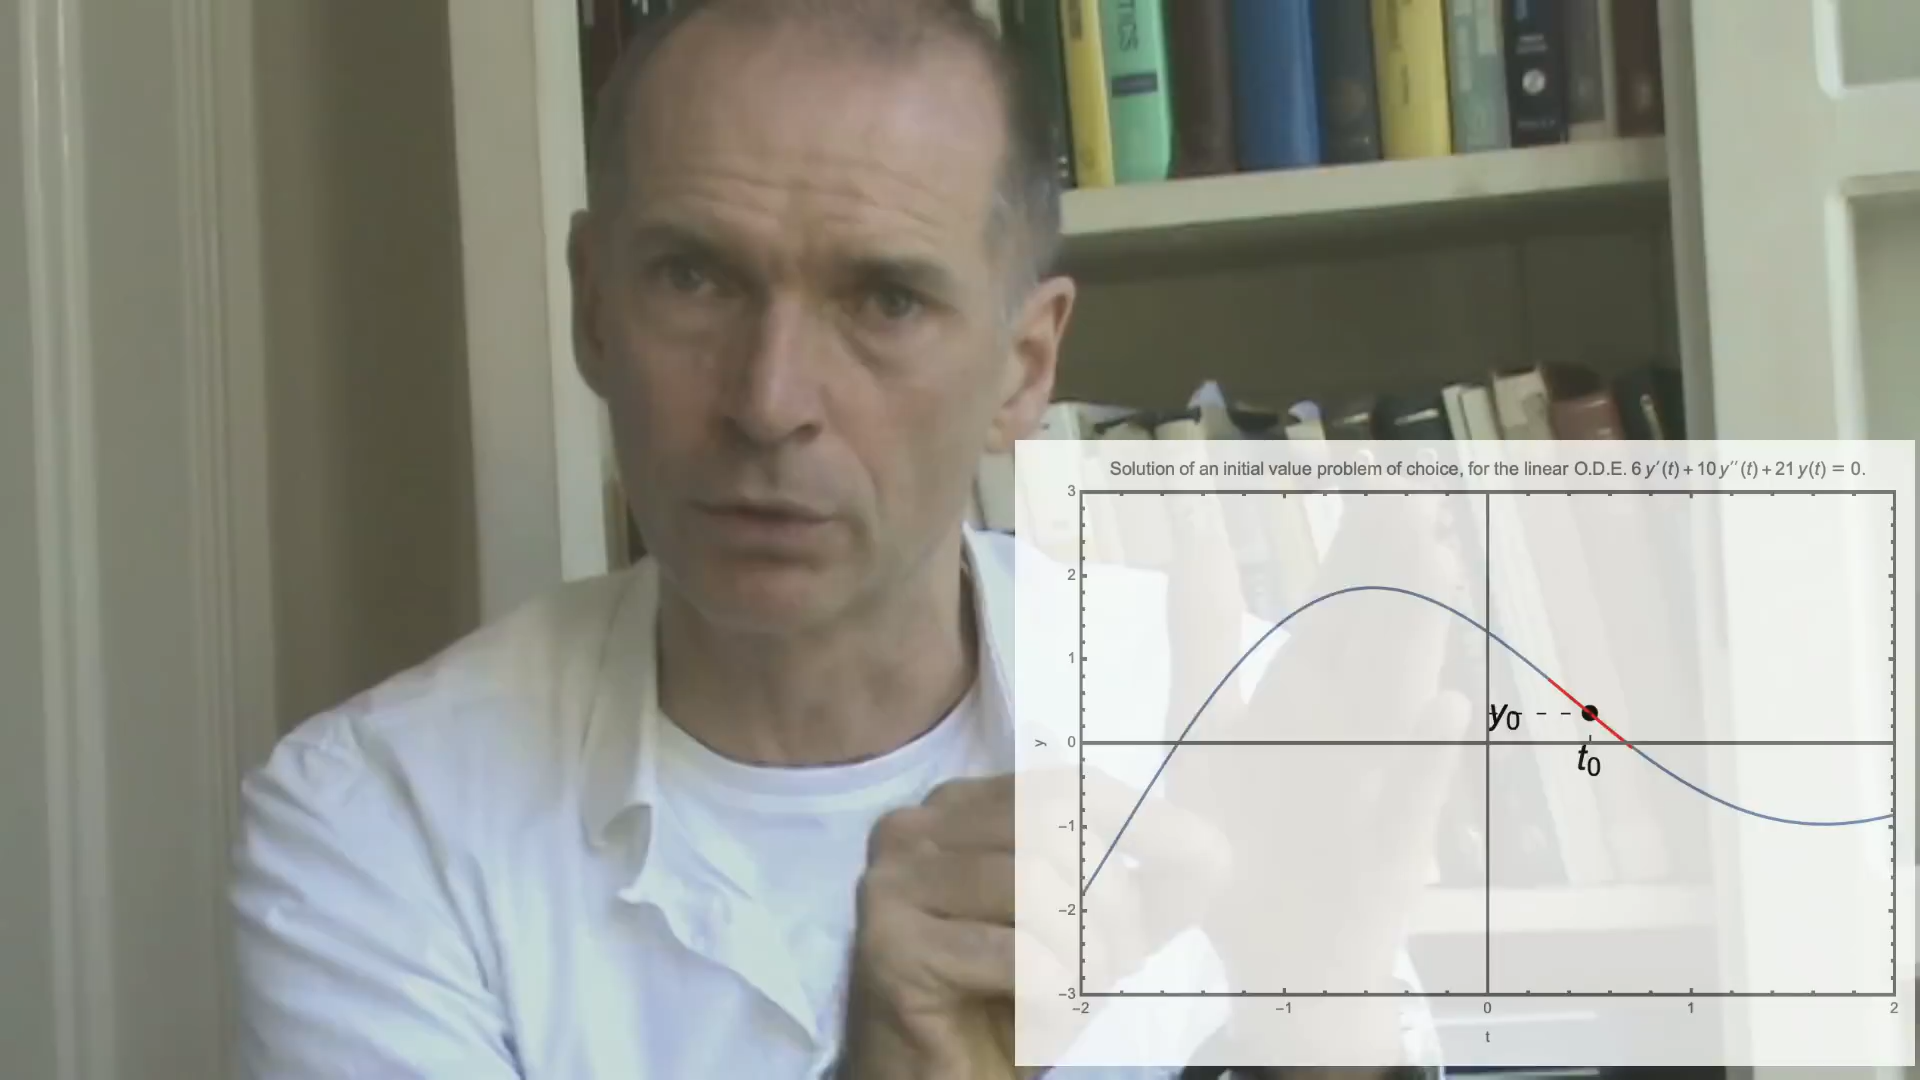 TICS
Solution of an initial value problem of choice, for the linear O.D.E. 6 y′(t) + 10 y′′(t) + 21 y(t) = 0.
3
2
1
y₀
y
0
t₀
−1
−2
−3
−2
−1
0
1
2
t